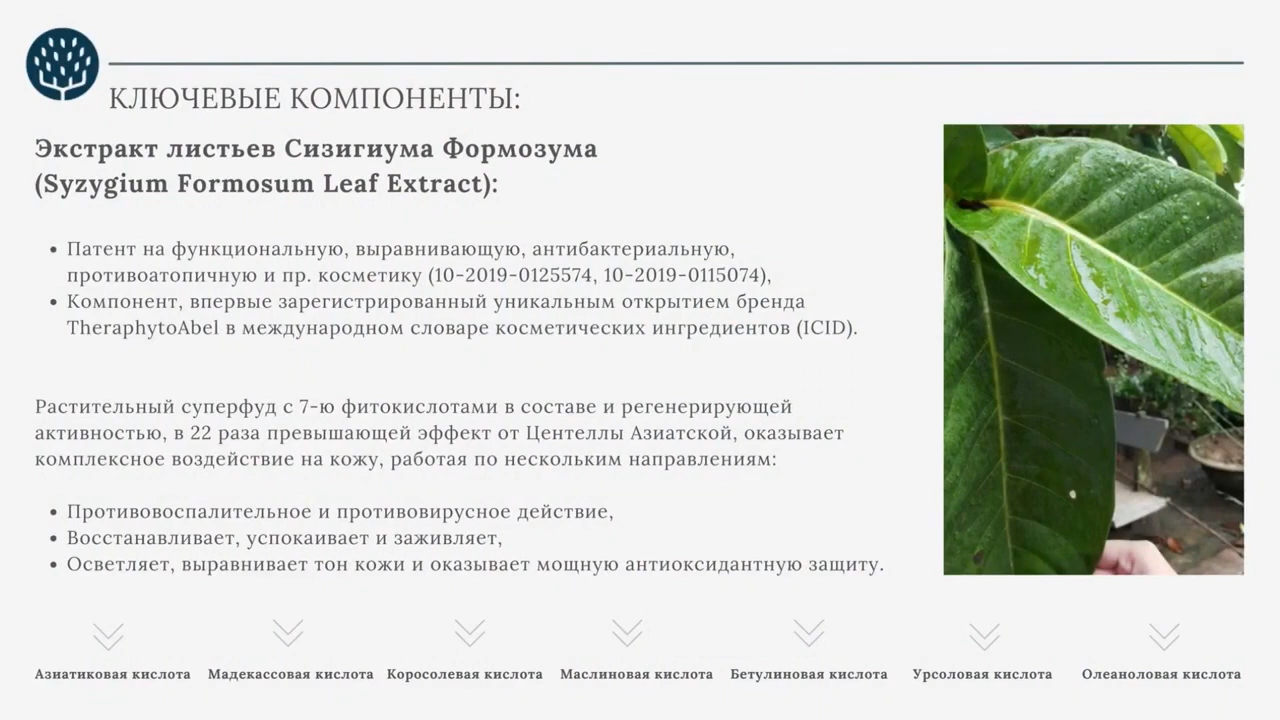 КЛЮЧЕВЫЕ КОМПОНЕНТЫ:
Экстракт листьев Сизигиума Формозума
(Syzygium Formosum Leaf Extract):
• Патент на функциональную, выравнивающую, антибактериальную,
противоатопичную и пр. косметику (10-2019-0125574, 10-2019-0115074),
• Компонент, впервые зарегистрированный уникальным открытием бренда
TheraphytoAbel в международном словаре косметических ингредиентов (ICID).
Растительный суперфуд с 7-ю фитокислотами в составе и регенерирующей
активностью, в 22 раза превышающей эффект от Центеллы Азиатской, оказывает
комплексное воздействие на кожу, работая по нескольким направлениям:
• Противовоспалительное и противовирусное действие,
• Восстанавливает, успокаивает и заживляет,
• Осветляет, выравнивает тон кожи и оказывает мощную антиоксидантную защиту.
Азиатиковая кислота Мадекассовая кислота Коросолевая кислота Маслиновая кислота Бетулиновая кислота Урсоловая кислота Олеаноловая кислота